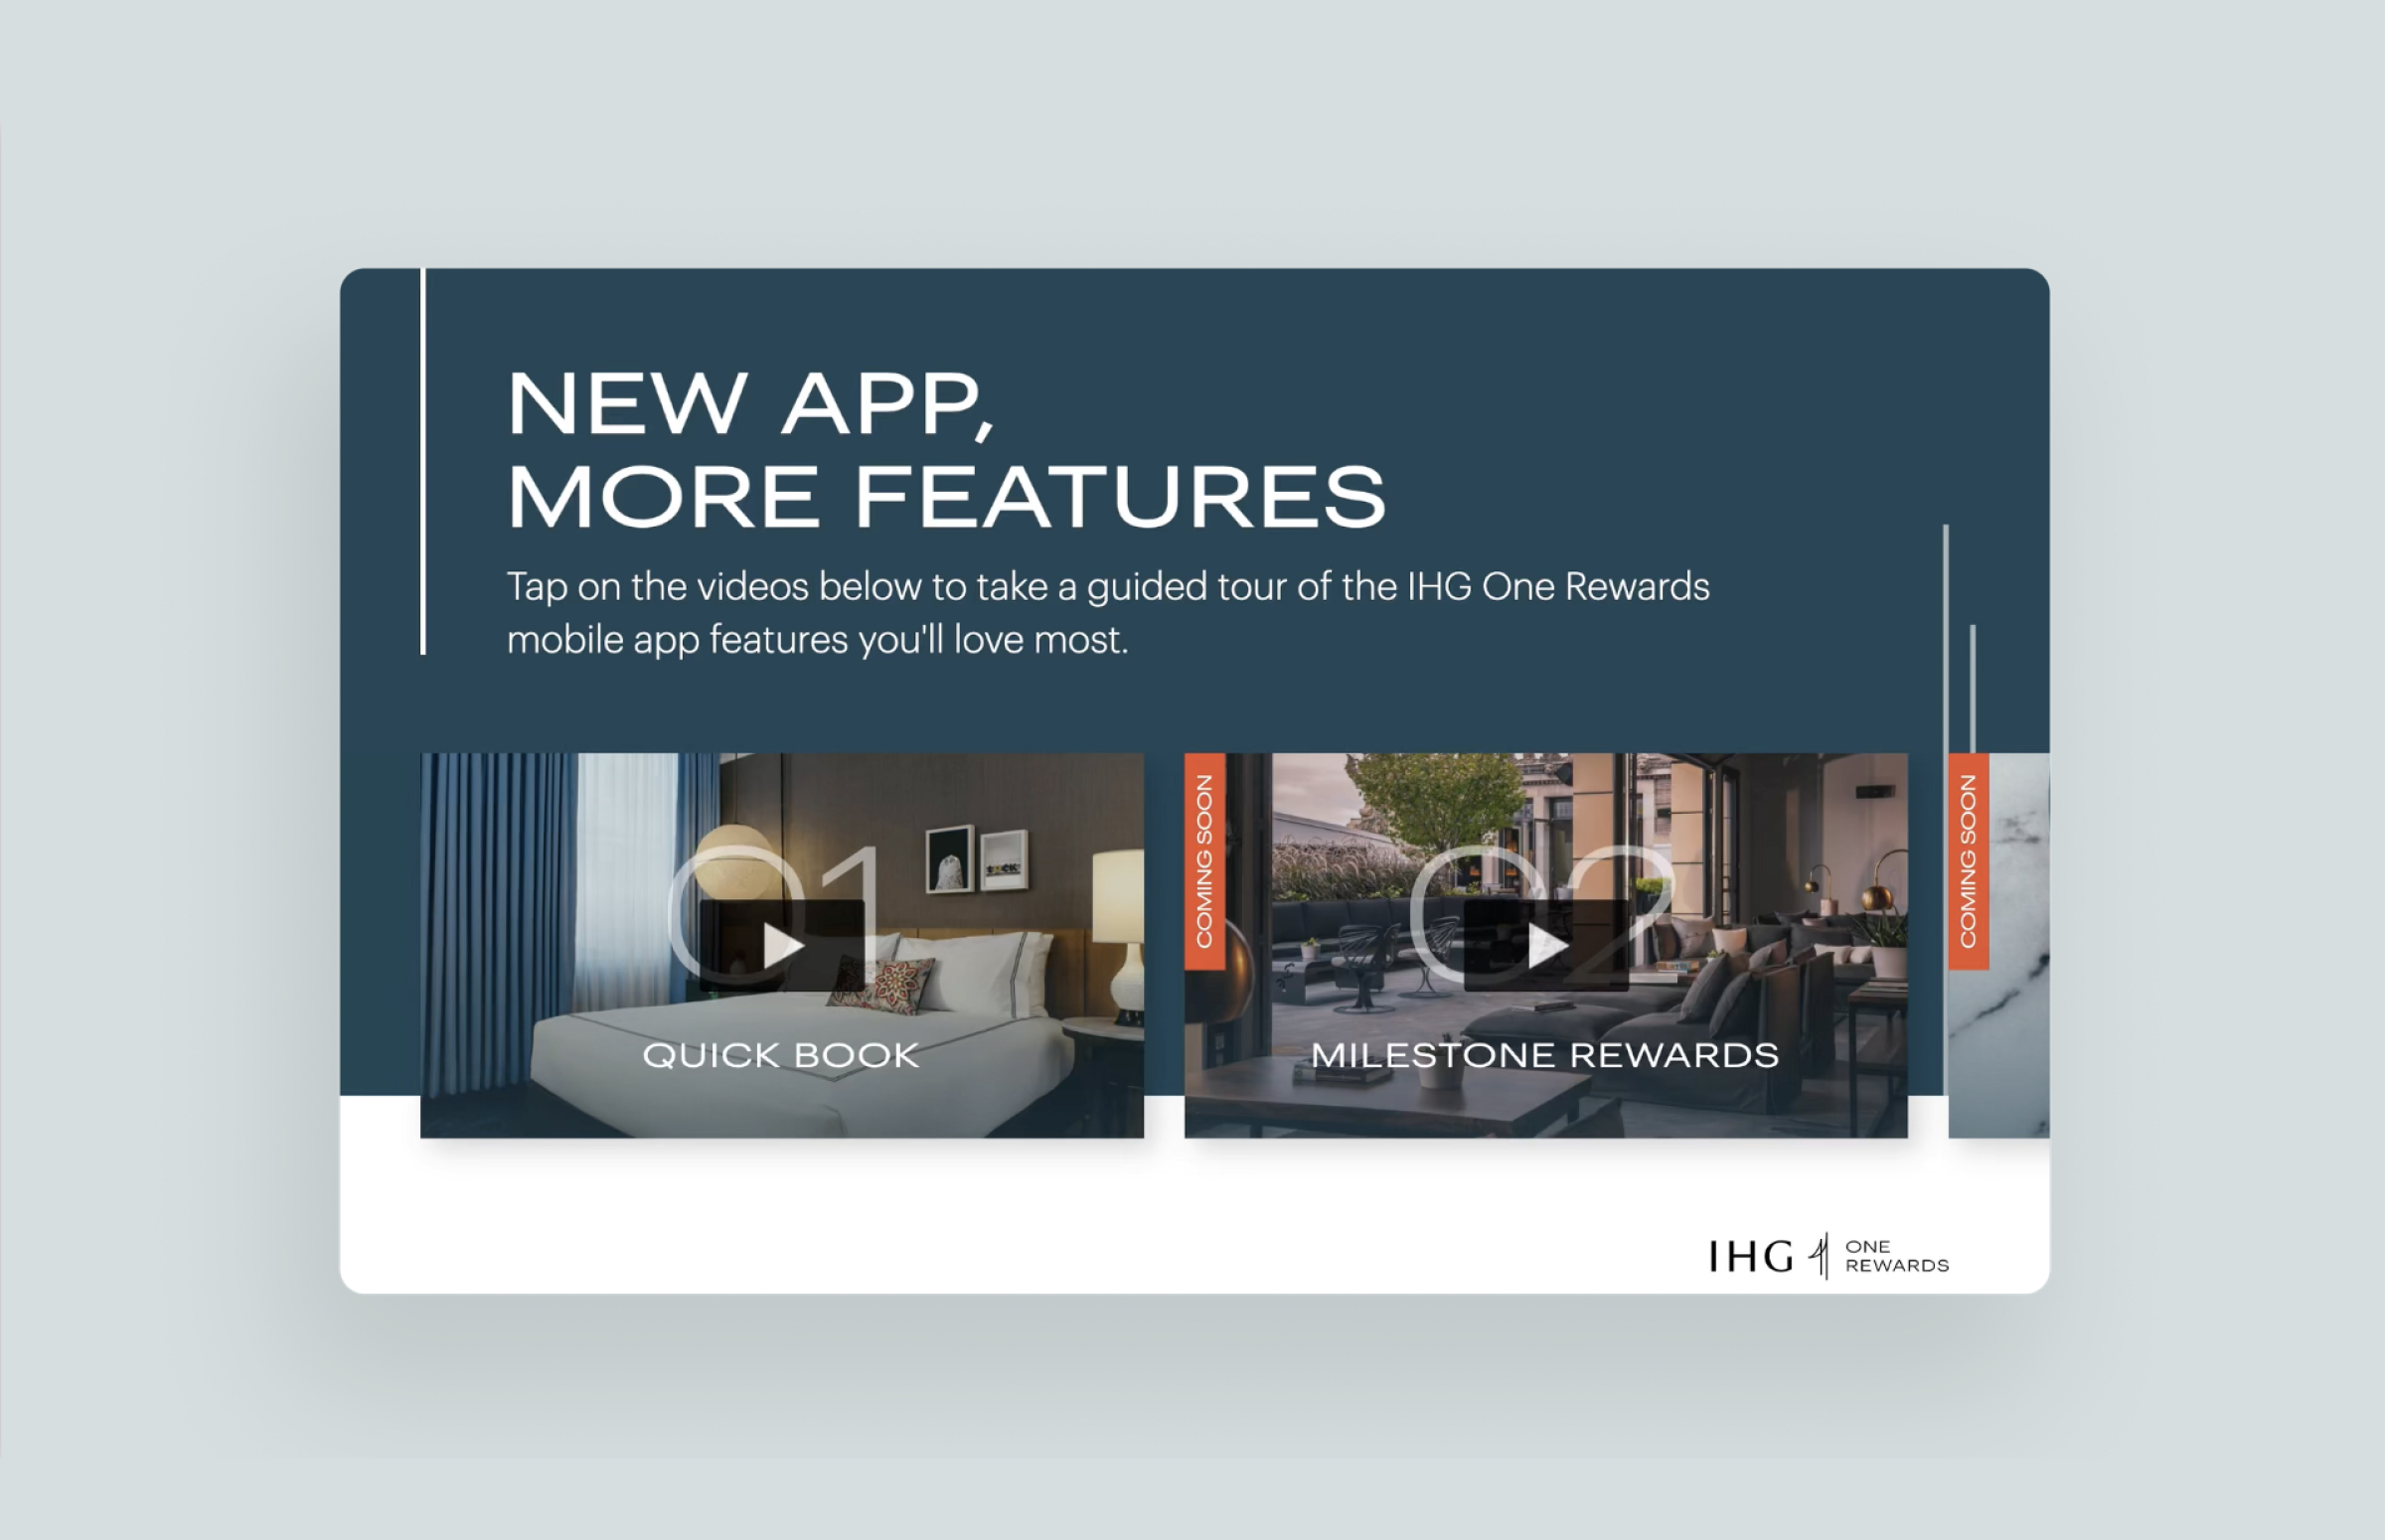 NEW APP,
MORE FEATURES
Tap on the videos below to take a guided tour of the IHG One Rewards
mobile app features you'll love most.
01
QUICK BOOK
COMING SOON
02
MILESTONE REWARDS
COMING SOON
IHG
ONE
REWARDS